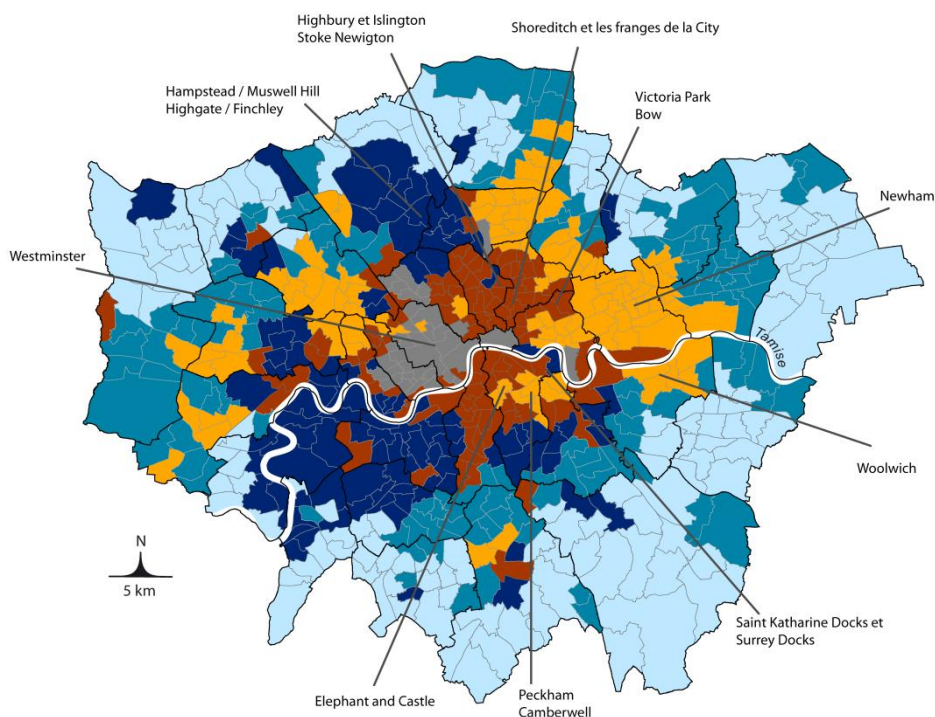 Highbury et Islington
Stoke Newigton
Shoreditch et les franges de la City
Hampstead / Muswell Hill
Highgate / Finchley
Victoria Park
Bow
Newham
Westminster
Tamise
Woolwich
N
5 km
Saint Katharine Docks et
Surrey Docks
Elephant and Castle
Peckham
Camberwell